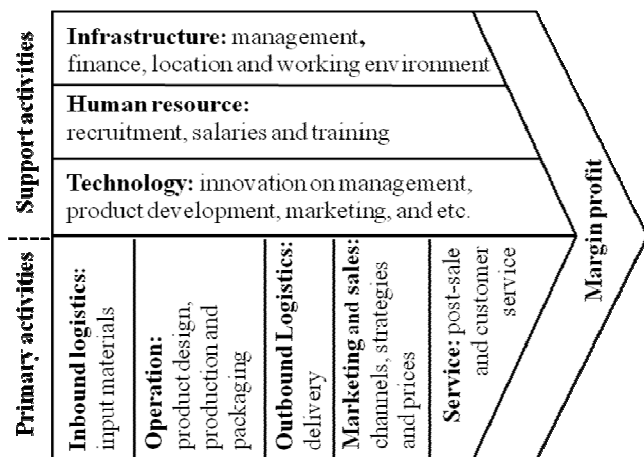 Support activities
Infrastructure: management,
finance, location and working environment
Human resource:
recruitment, salaries and training
Technology: innovation on management,
product development, marketing, and etc.
Primary activities
Inbound logistics:
input materials
Operation:
product design,
production and
packaging
Outbound Logistics:
delivery
Marketing and sales:
channels, strategies
and prices
Service: post-sale
and customer
service
Margin profit